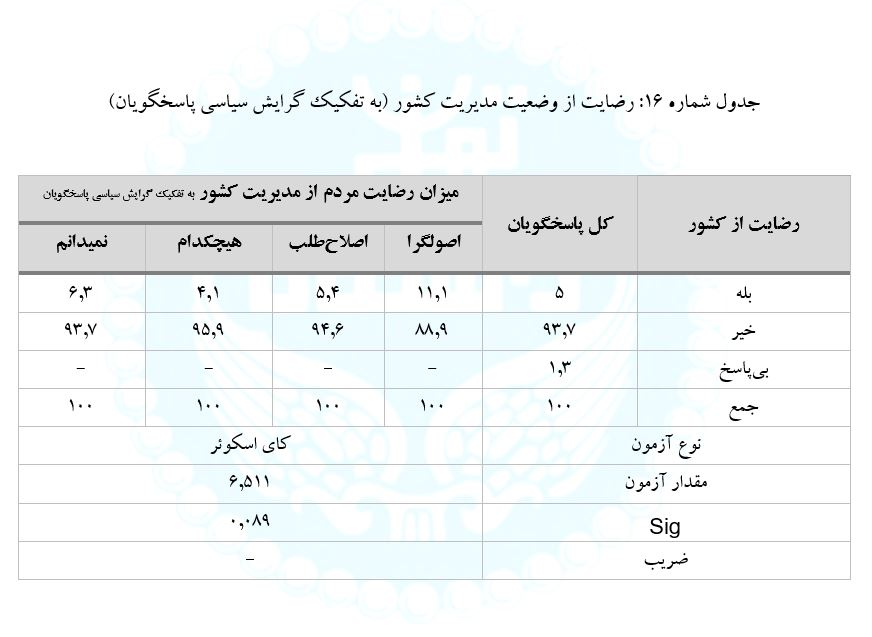 جدول شماره ۱۶: رضایت از وضعیت مدیریت کشور (به تفکیک گرایش سیاسی پاسخگویان)
رضایت از کشور کل پاسخگویان میزان رضایت مردم از مدیریت کشور به تفکیک گرایش سیاسی پاسخگویان
اصولگرا اصلاح‌طلب هیچکدام نمیدانم
بله ۵ ۱۱,۱ ۵,۴ ۴,۱ ۶,۳
خیر ۹۳,۷ ۸۸,۹ ۹۴,۶ ۹۵,۹ ۹۳,۷
بی‌پاسخ ۱,۳ – – – –
جمع ۱۰۰ ۱۰۰ ۱۰۰ ۱۰۰ ۱۰۰
نوع آزمون کای اسکوئر
مقدار آزمون ۶,۵۱۱
Sig ۰,۰۸۹
ضریب –